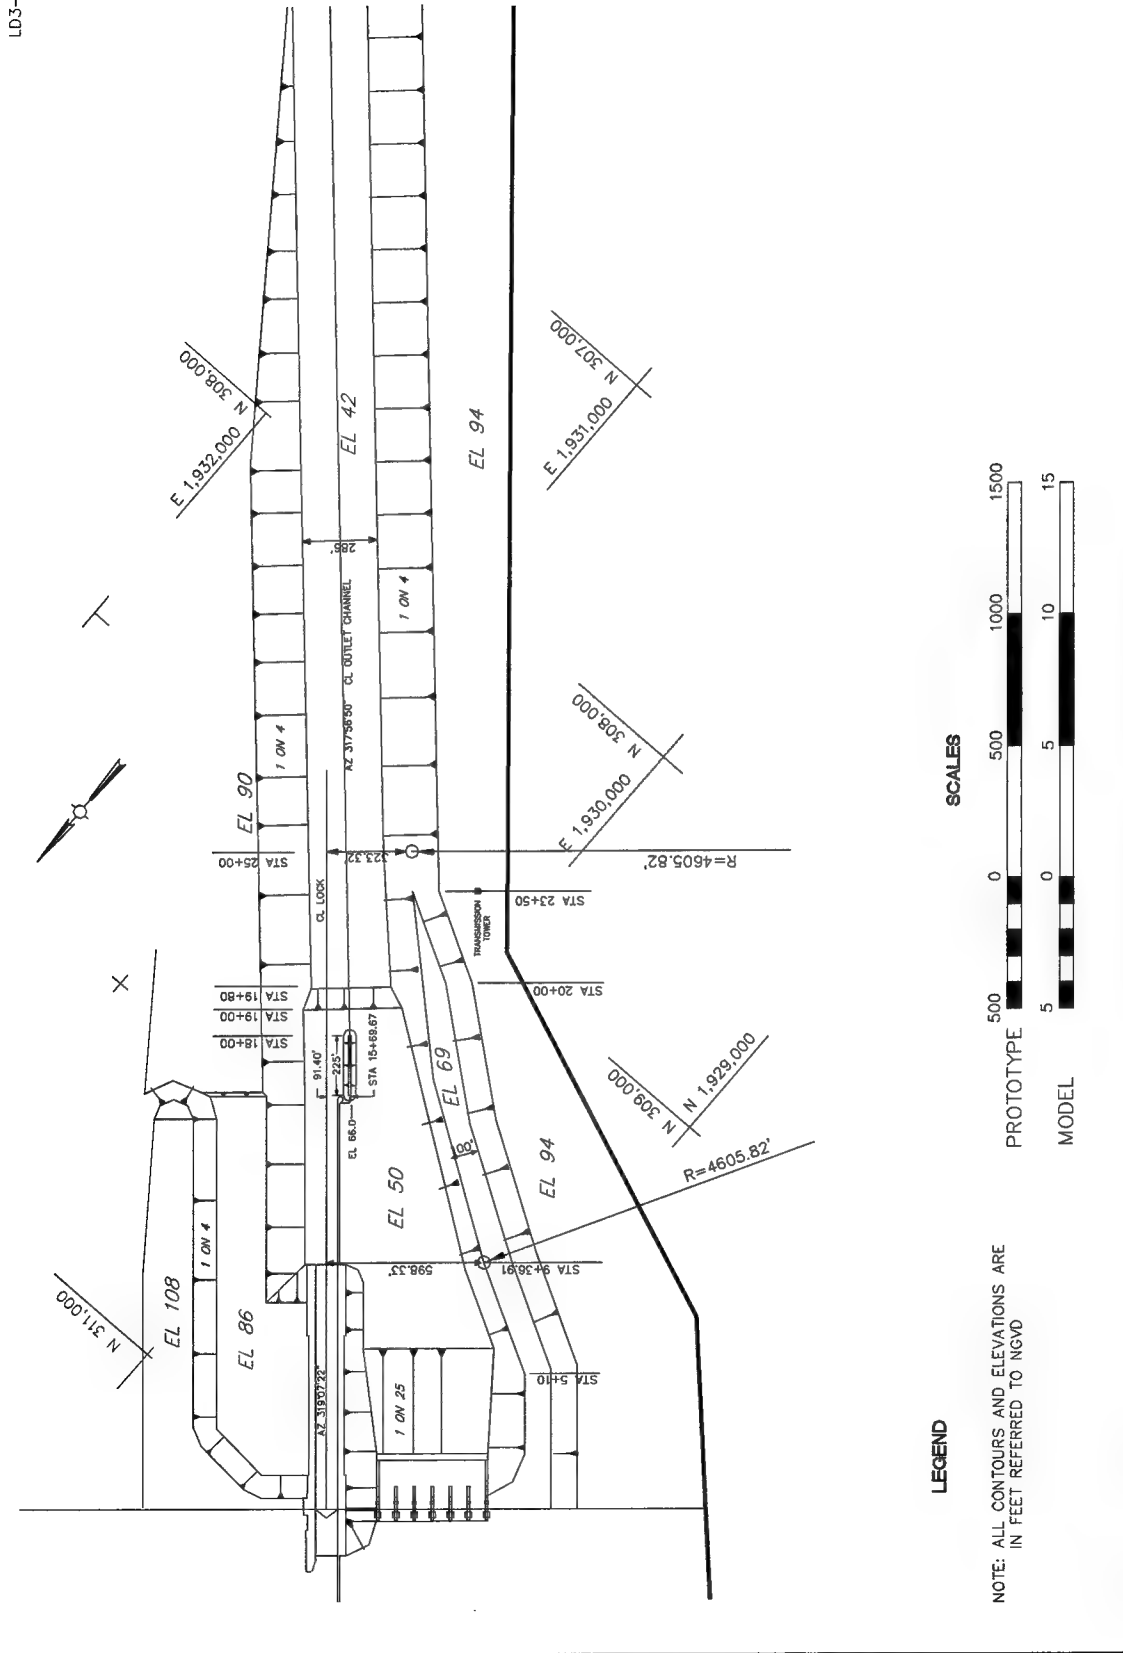 LD3-
N 308,000
E 1,932,000
EL 42
EL 94
N 307,000
E 1,931,000
286'
1 ON 4
AZ 317°56'50" CL OUTLET CHANNEL
1 ON 4
EL 90
N 308,000
E 1,930,000
STA 25+00
323.32'
R=4605.82'
CL LOCK
STA 23+50
TRANSMISSION
TOWER
STA 19+80
STA 19+00
STA 18+00
STA 20+00
91.40'
225'
STA 15+69.67
EL 66.0
EL 69
100'
N 309,000
N 1,929,000
EL 50
EL 94
R=4605.82'
598.33'
STA 9+36.91
1 ON 4
EL 108
EL 86
N 311,000
AZ 319°07'22"
1 ON 25
STA 5+10
SCALES
PROTOTYPE 500 0 500 1000 1500
MODEL 5 0 5 10 15
LEGEND
NOTE: ALL CONTOURS AND ELEVATIONS ARE
IN FEET REFERRED TO NGVD